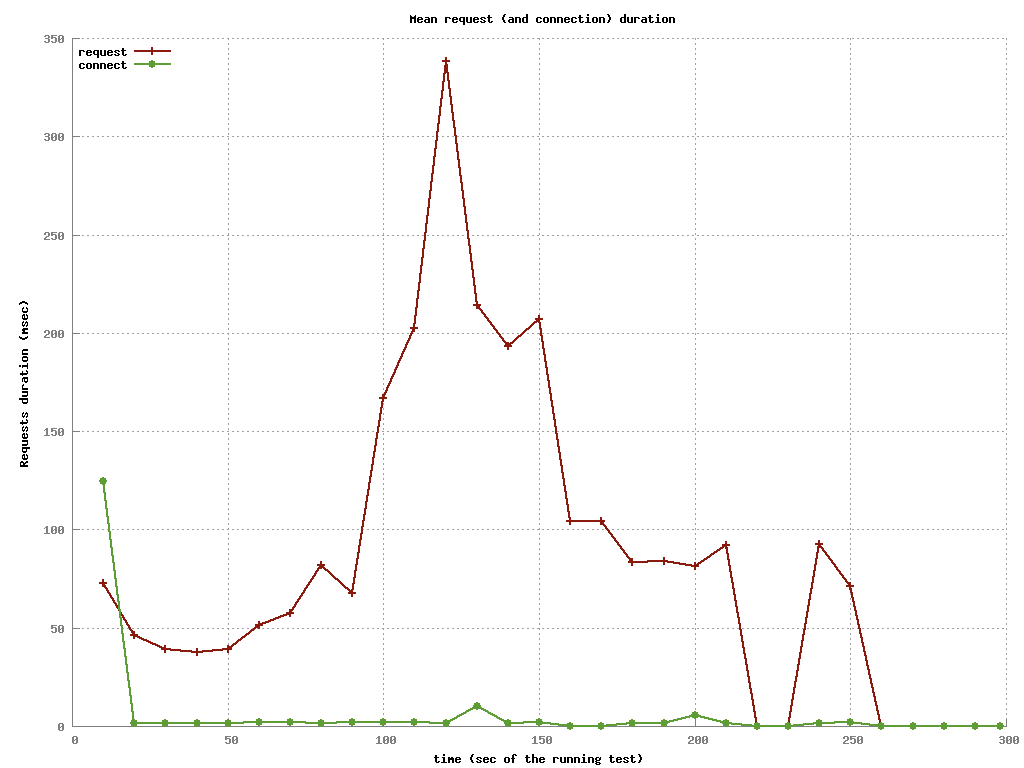 Mean request (and connection) duration
350
request
connect
300
250
200
150
100
50
0
Requests duration (msec)
0 50 100 150 200 250 300
time (sec of the running test)